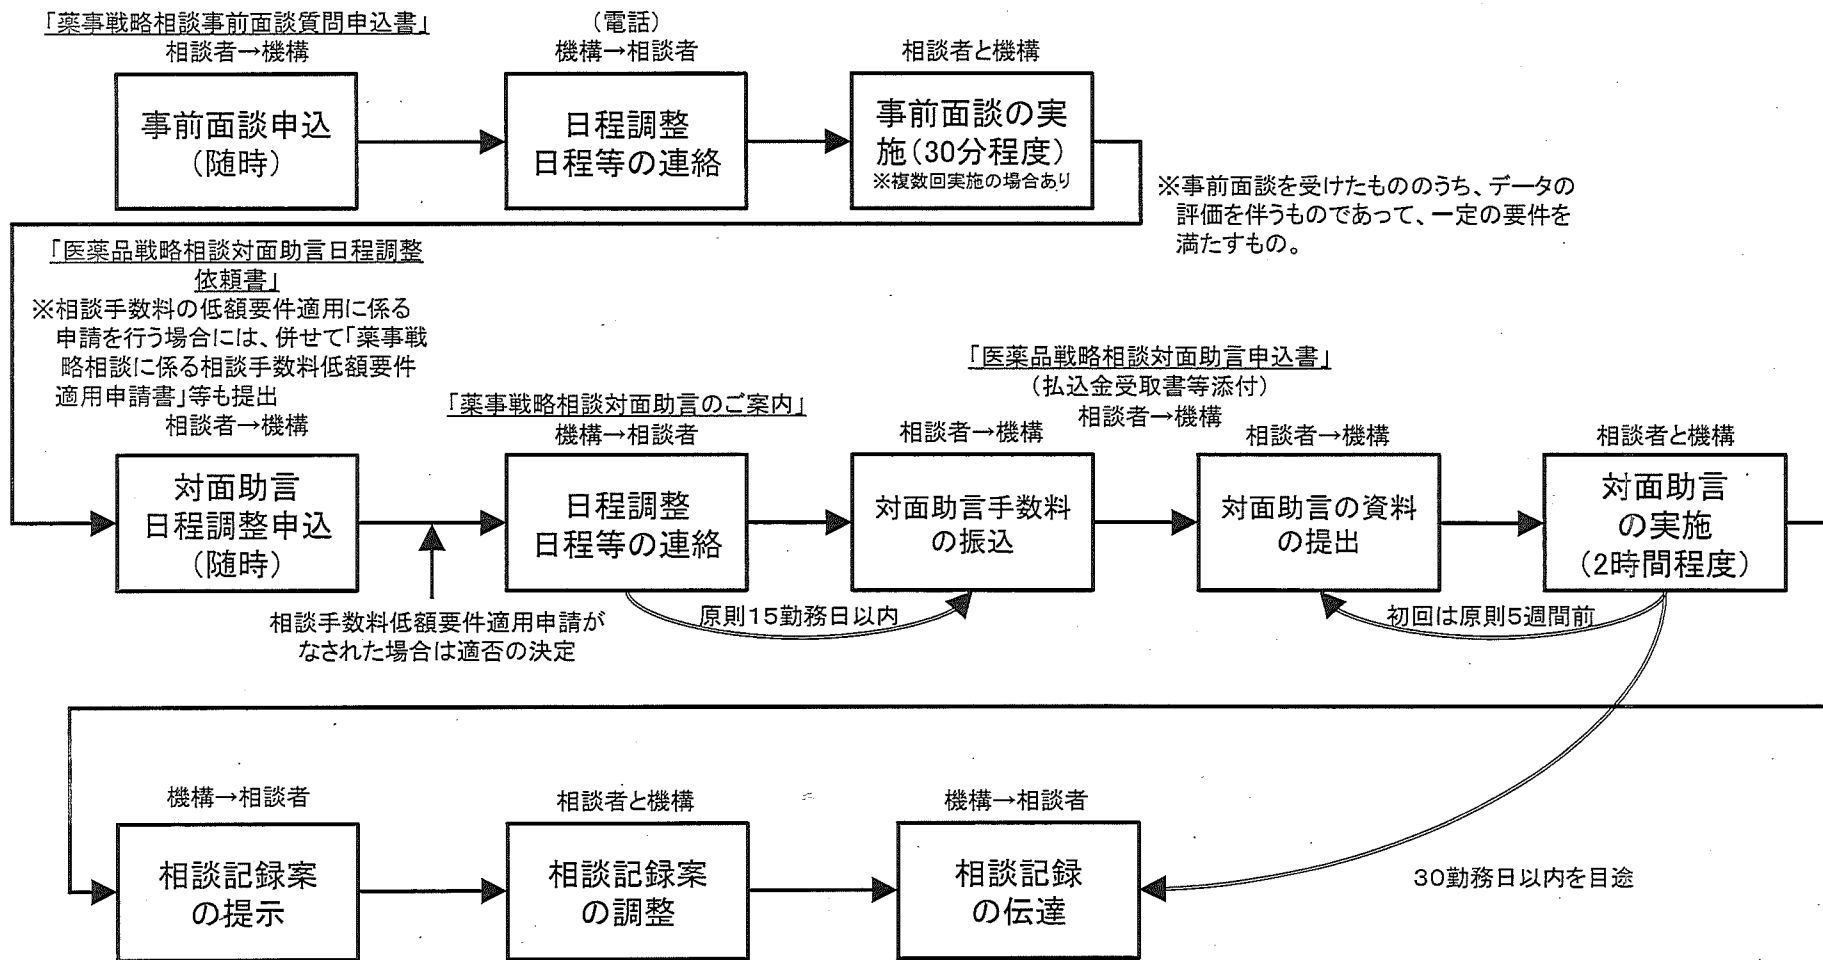 「薬事戦略相談事前面談質問申込書」
相談者→機構
事前面談申込
(随時)
(電話)
機構→相談者
日程調整
日程等の連絡
相談者と機構
事前面談の実
施(30分程度)
※複数回実施の場合あり
※事前面談を受けたもののうち、データの
評価を伴うものであって、一定の要件を
満たすもの。
「医薬品戦略相談対面助言日程調整
依頼書」
※相談手数料の低額要件適用に係る
申請を行う場合には、併せて「薬事戦
略相談に係る相談手数料低額要件
適用申請書」等も提出
相談者→機構
対面助言
日程調整申込
(随時)
相談手数料低額要件適用申請が
なされた場合は適否の決定
「薬事戦略相談対面助言のご案内」
機構→相談者
日程調整
日程等の連絡
原則15勤務日以内
相談者→機構
対面助言手数料
の振込
「医薬品戦略相談対面助言申込書」
(払込金受取書等添付)
相談者→機構
相談者→機構
対面助言の資料
の提出
相談者と機構
対面助言
の実施
(2時間程度)
初回は原則5週間前
機構→相談者
相談記録案
の提示
相談者と機構
相談記録案
の調整
機構→相談者
相談記録
の伝達
30勤務日以内を目途